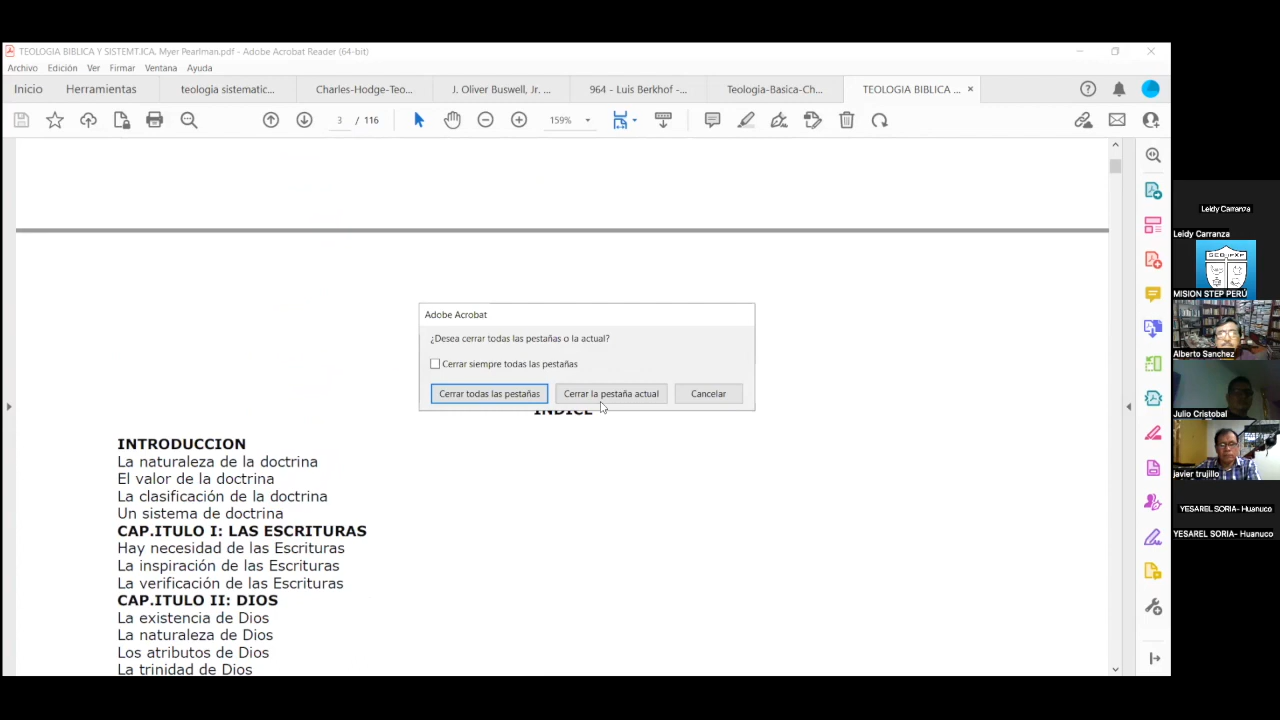 TEOLOGIA BIBLICA Y SISTEMT.ICA. Myer Pearlman.pdf - Adobe Acrobat Reader (64-bit)
Archivo Edición Ver Firmar Ventana Ayuda
Inicio Herramientas teologia sistematic... Charles-Hodge-Teo... J. Oliver Buswell, Jr. ... 964 - Luis Berkhof -... Teologia-Basica-Ch... TEOLOGIA BIBLICA ... ×
3 / 116 159%
Adobe Acrobat
¿Desea cerrar todas las pestañas o la actual?
Cerrar siempre todas las pestañas
Cerrar todas las pestañas Cerrar la pestaña actual Cancelar
INDICE
INTRODUCCION
La naturaleza de la doctrina
El valor de la doctrina
La clasificación de la doctrina
Un sistema de doctrina
CAP.ITULO I: LAS ESCRITURAS
Hay necesidad de las Escrituras
La inspiración de las Escrituras
La verificación de las Escrituras
CAP.ITULO II: DIOS
La existencia de Dios
La naturaleza de Dios
Los atributos de Dios
La trinidad de Dios
Leidy Carranza
Leidy Carranza
MISION STEP PERÚ
Alberto Sanchez
Julio Cristobal
javier trujillo
YESAREL SORIA- Huanuco
YESAREL SORIA- Huanuco